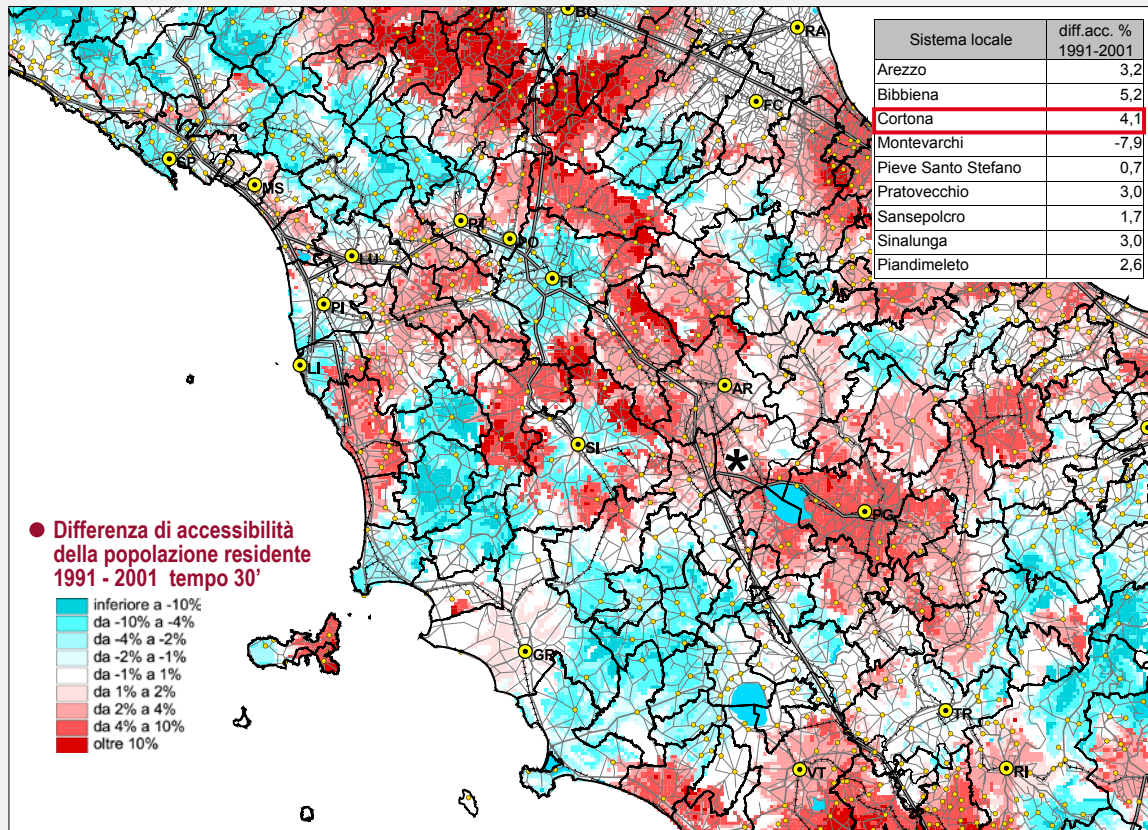 BO
RA
FC
SP
MS
PT
PO
LU
FI
PI
LI
AR
SI
*
PG
GR
TR
VT
RI
Sistema locale diff.acc. %
1991-2001
Arezzo 3,2
Bibbiena 5,2
Cortona 4,1
Montevarchi -7,9
Pieve Santo Stefano 0,7
Pratovecchio 3,0
Sansepolcro 1,7
Sinalunga 3,0
Piandimeleto 2,6
● Differenza di accessibilità
della popolazione residente
1991 - 2001 tempo 30'
inferiore a -10%
da -10% a -4%
da -4% a -2%
da -2% a -1%
da -1% a 1%
da 1% a 2%
da 2% a 4%
da 4% a 10%
oltre 10%